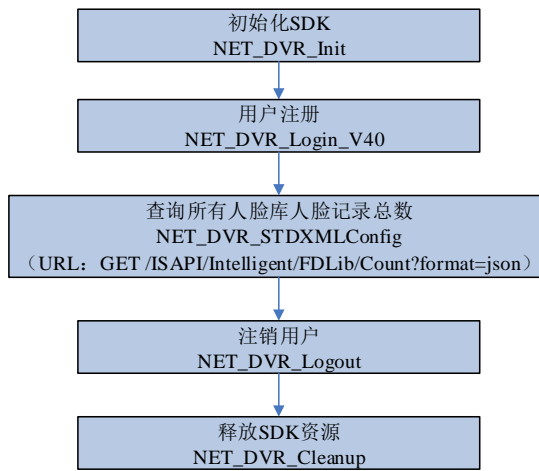 初始化SDK
NET_DVR_Init
用户注册
NET_DVR_Login_V40
查询所有人脸库人脸记录总数
NET_DVR_STDXMLConfig
（URL：GET /ISAPI/Intelligent/FDLib/Count?format=json）
注销用户
NET_DVR_Logout
释放SDK资源
NET_DVR_Cleanup